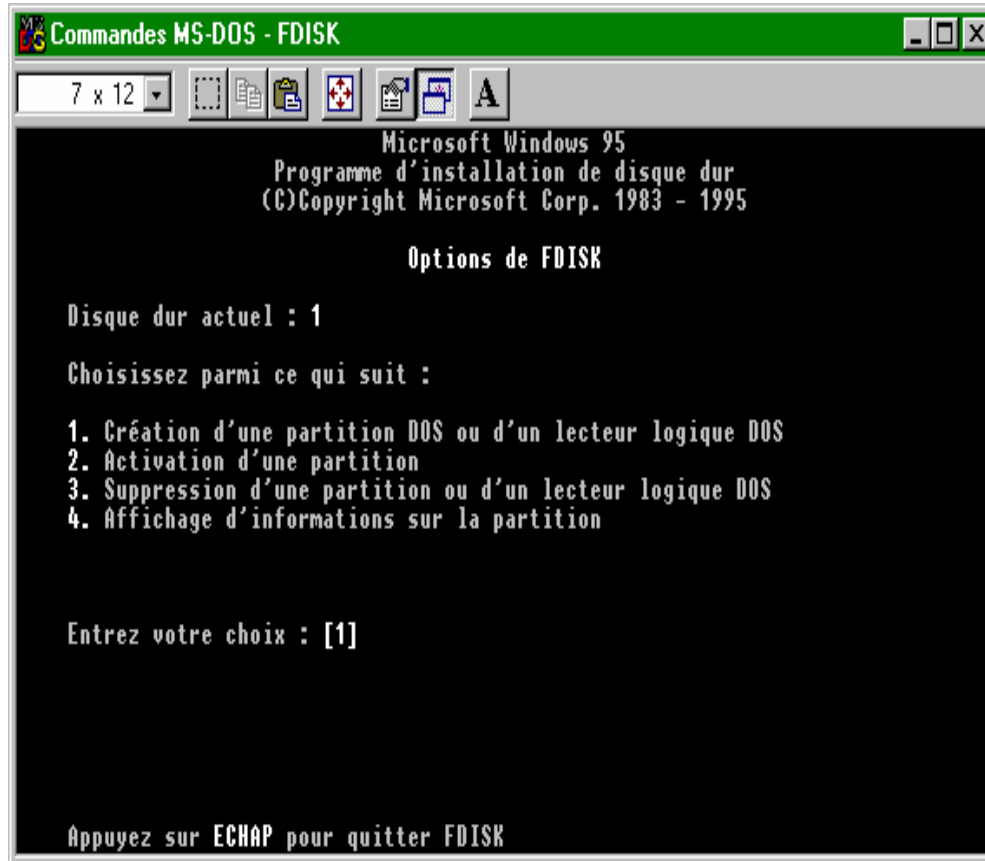 Commandes MS-DOS - FDISK
7 x 12
A
Microsoft Windows 95
Programme d'installation de disque dur
(C)Copyright Microsoft Corp. 1983 - 1995
Options de FDISK
Disque dur actuel : 1
Choisissez parmi ce qui suit :
1. Création d'une partition DOS ou d'un lecteur logique DOS
2. Activation d'une partition
3. Suppression d'une partition ou d'un lecteur logique DOS
4. Affichage d'informations sur la partition
Entrez votre choix : [1]
Appuyez sur ECHAP pour quitter FDISK